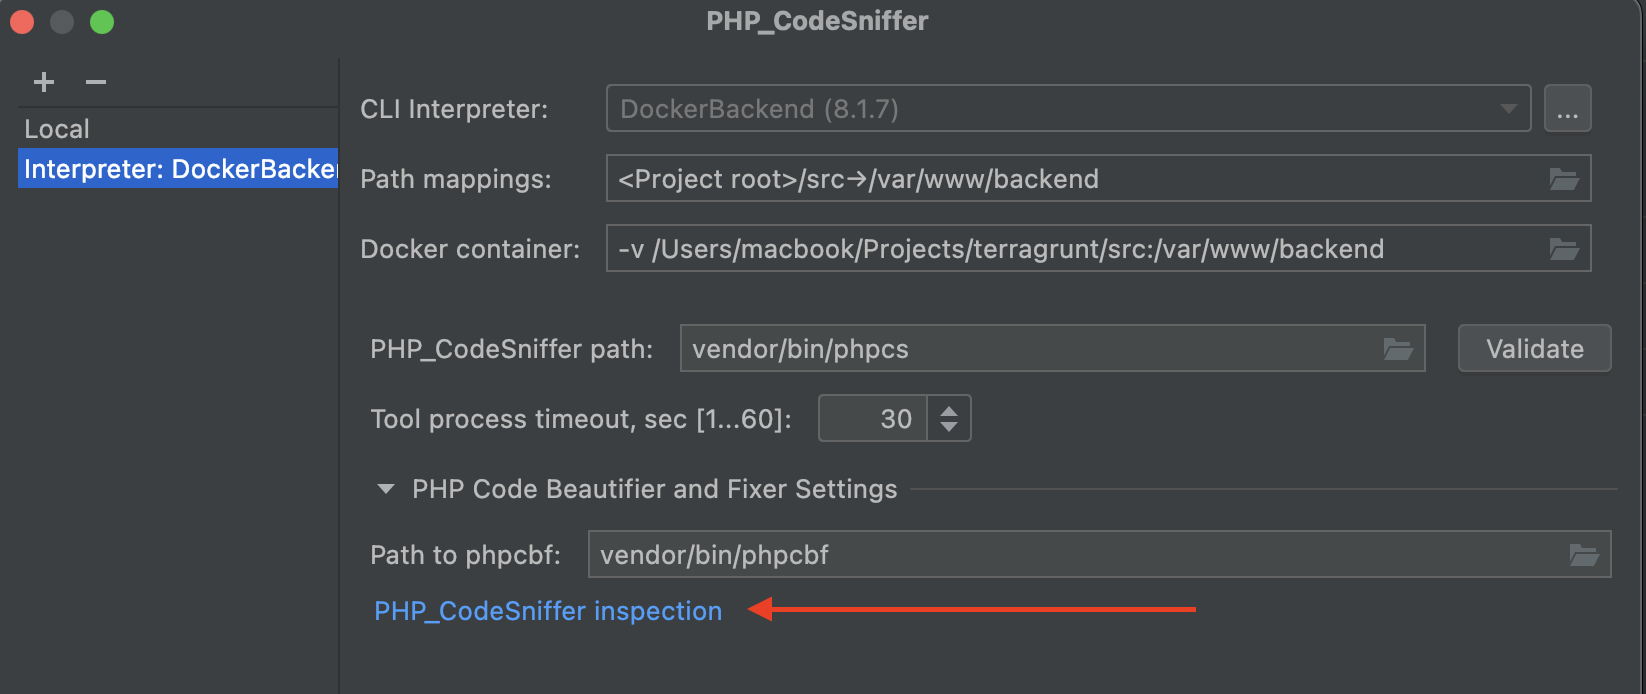 PHP_CodeSniffer
Local
Interpreter: DockerBacke
CLI Interpreter:
DockerBackend (8.1.7)
...
Path mappings:
<Project root>/src→/var/www/backend
Docker container:
-v /Users/macbook/Projects/terragrunt/src:/var/www/backend
PHP_CodeSniffer path:
vendor/bin/phpcs
Validate
Tool process timeout, sec [1...60]:
30
PHP Code Beautifier and Fixer Settings
Path to phpcbf:
vendor/bin/phpcbf
PHP_CodeSniffer inspection